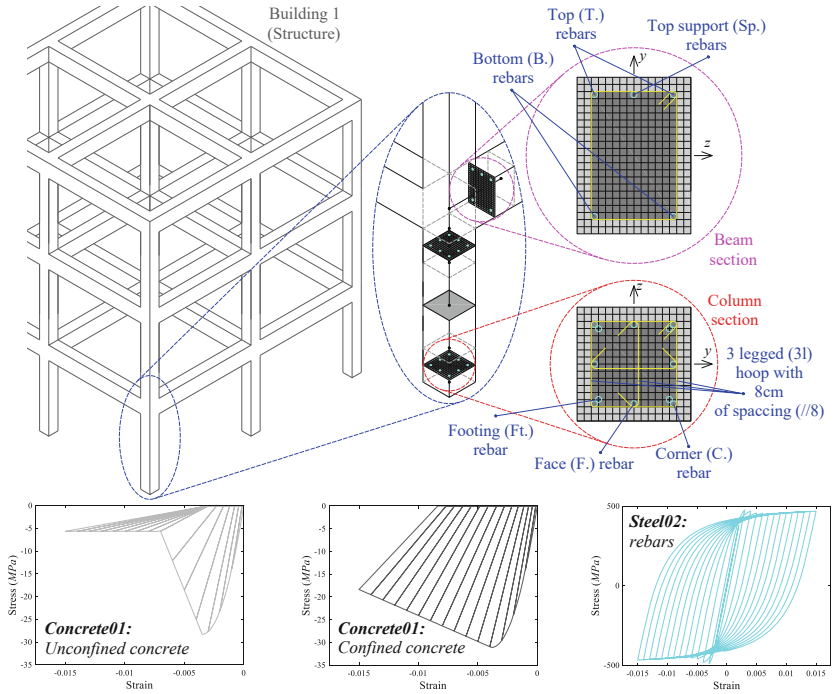 Building 1
(Structure)
Top (T.)
rebars
Top support (Sp.)
rebars
Bottom (B.)
rebars
y
z
Beam
section
Column
section
z
y
3 legged (3l)
hoop with
8cm
of spaccing (//8)
Footing (Ft.)
rebar
Face (F.) rebar
Corner (C.)
rebar
0
-5
-10
-15
-20
-25
-30
-35
Stress (MPa)
-0.015
-0.01
-0.005
0
Strain
Concrete01:
Unconfined concrete
0
-5
-10
-15
-20
-25
-30
-35
Stress (MPa)
-0.015
-0.01
-0.005
0
Strain
Concrete01:
Confined concrete
500
0
-500
Stress (MPa)
-0.015
-0.01
-0.005
0
0.005
0.01
0.015
Strain
Steel02:
rebars